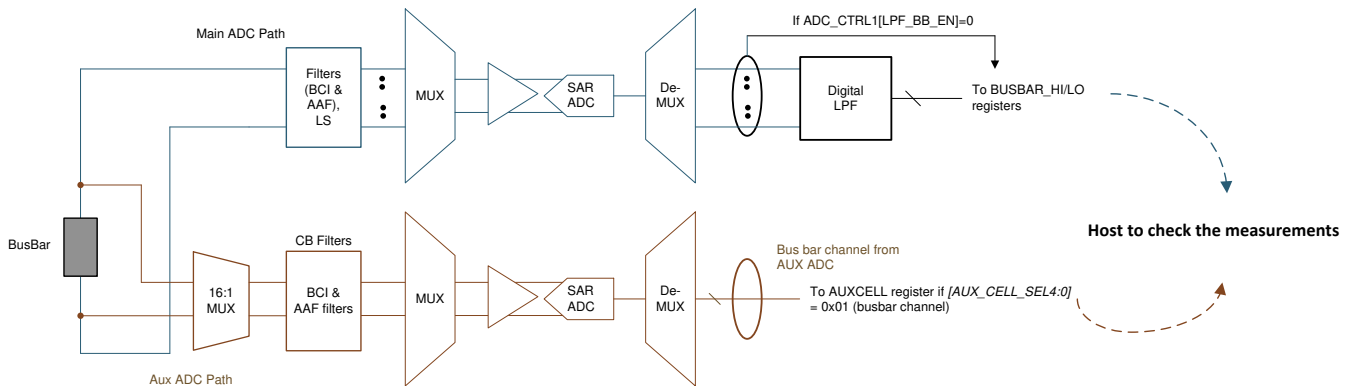 If ADC_CTRL1[LPF_BB_EN]=0
Main ADC Path
Filters
(BCI &
AAF),
LS
MUX
SAR
ADC
De-
MUX
Digital
LPF
To BUSBAR_HI/LO
registers
BusBar
Host to check the measurements
CB Filters
16:1
MUX
BCI &
AAF filters
MUX
SAR
ADC
De-
MUX
Bus bar channel from
AUX ADC
To AUXCELL register if [AUX_CELL_SEL4:0]
= 0x01 (busbar channel)
Aux ADC Path